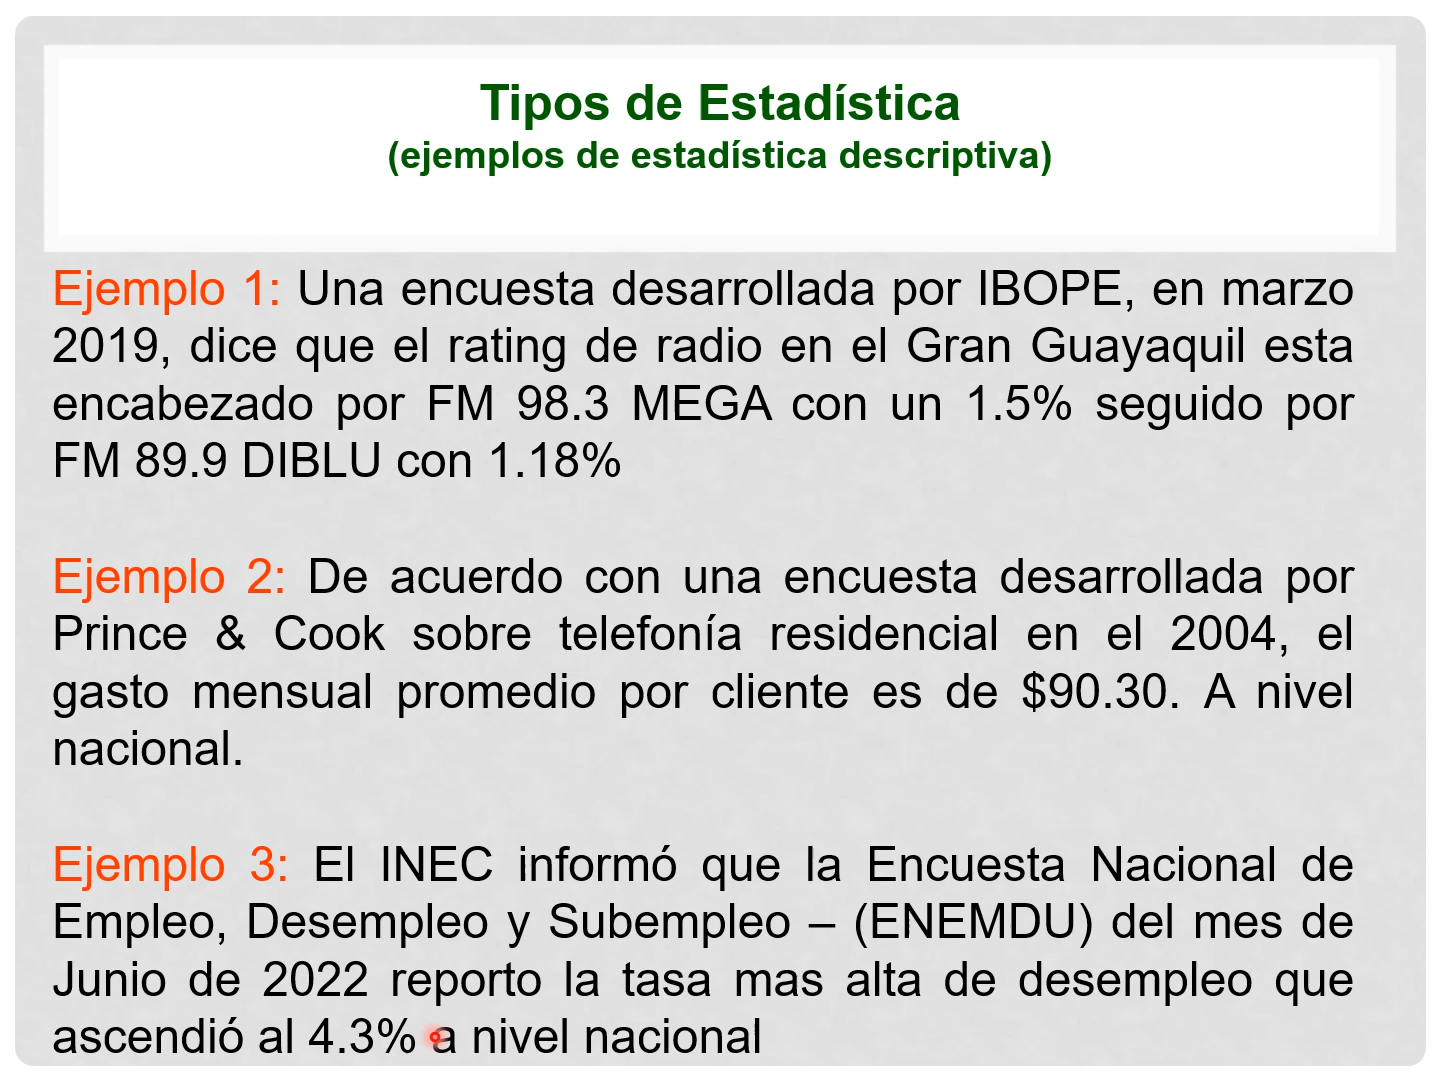 Tipos de Estadística
(ejemplos de estadística descriptiva)
Ejemplo 1: Una encuesta desarrollada por IBOPE, en marzo
2019, dice que el rating de radio en el Gran Guayaquil esta
encabezado por FM 98.3 MEGA con un 1.5% seguido por
FM 89.9 DIBLU con 1.18%
Ejemplo 2: De acuerdo con una encuesta desarrollada por
Prince & Cook sobre telefonía residencial en el 2004, el
gasto mensual promedio por cliente es de $90.30. A nivel
nacional.
Ejemplo 3: El INEC informó que la Encuesta Nacional de
Empleo, Desempleo y Subempleo – (ENEMDU) del mes de
Junio de 2022 reporto la tasa mas alta de desempleo que
ascendió al 4.3% a nivel nacional